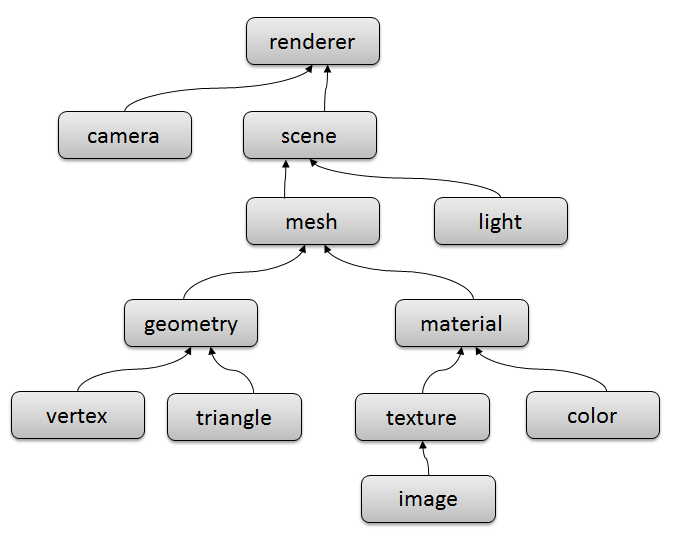 renderer
camera
scene
mesh
light
geometry
material
vertex
triangle
texture
color
image